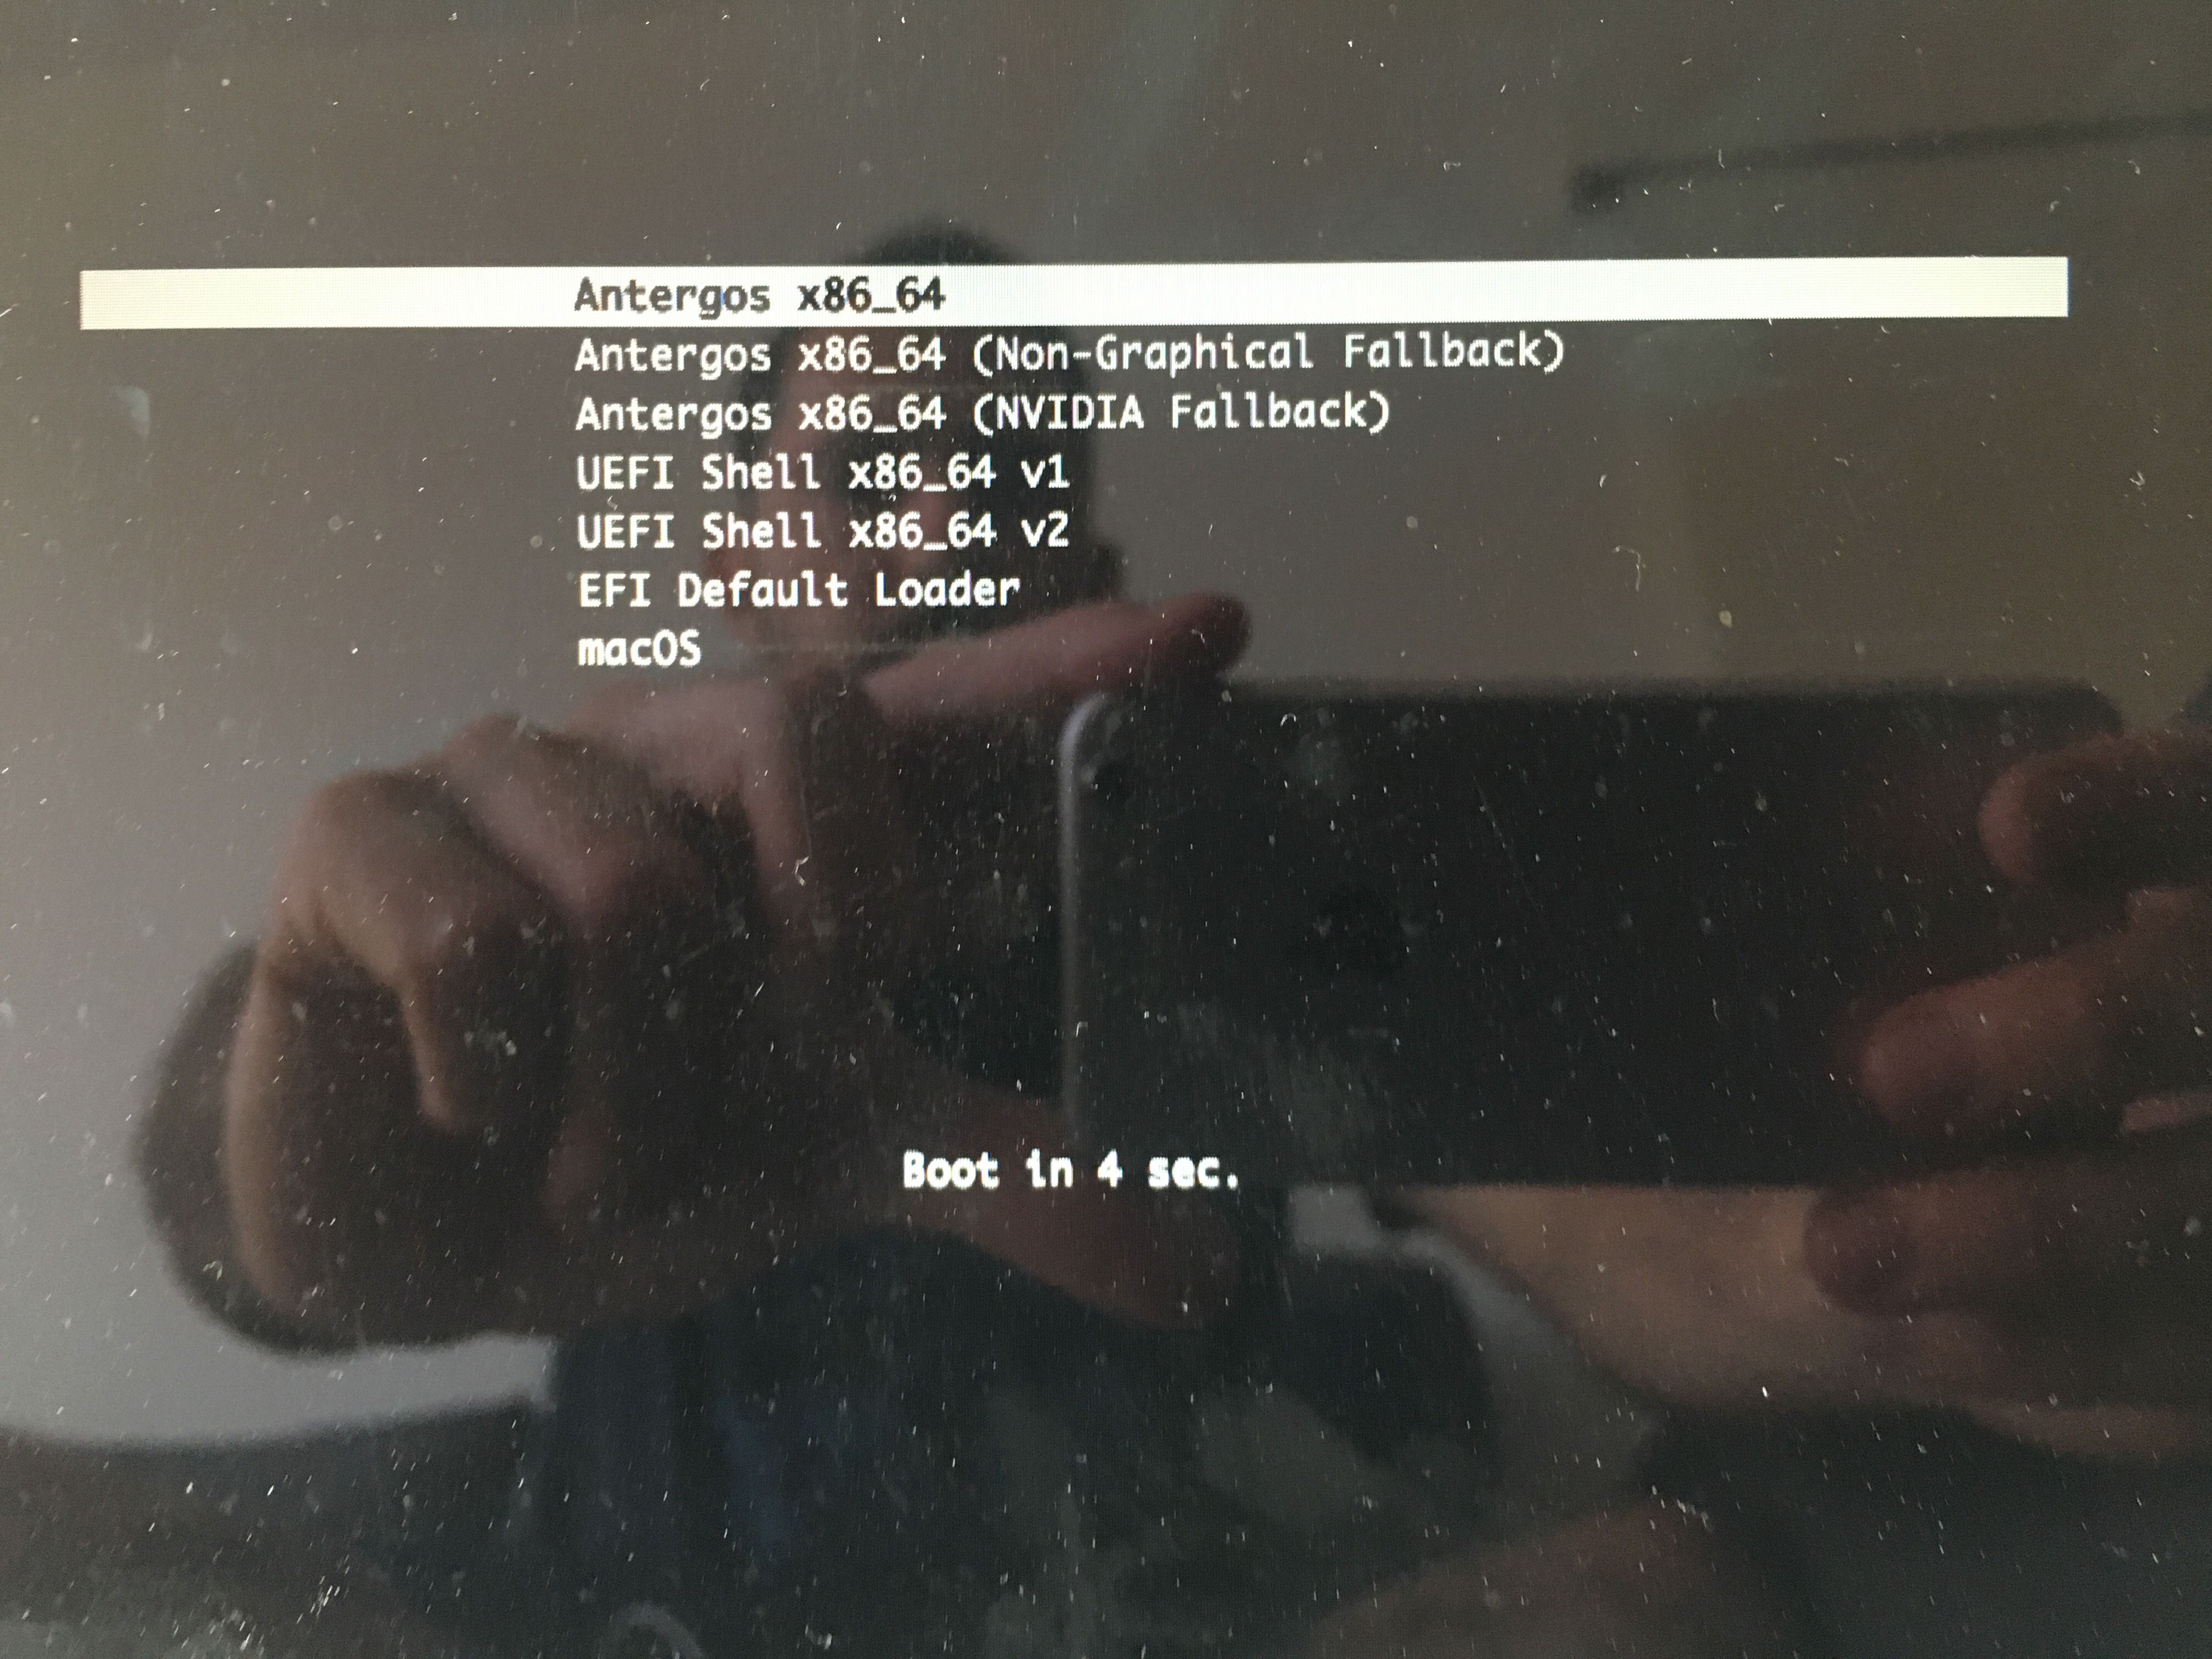 Antergos x86_64
Antergos x86_64 (Non-Graphical Fallback)
Antergos x86_64 (NVIDIA Fallback)
UEFI Shell x86_64 v1
UEFI Shell x86_64 v2
EFI Default Loader
macOS
Boot in 4 sec.